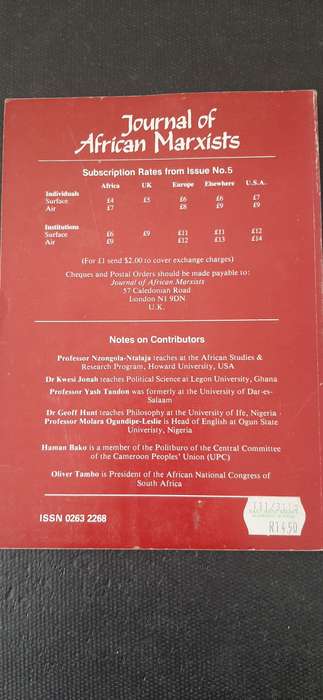 Journal of
African Marxists
Subscription Rates from Issue No.5
Africa UK Europe Elsewhere U.S.A.
Individuals
Surface £4 £5 £6 £6 £7
Air £7 £8 £9 £9
Institutions
Surface £6 £9 £11 £11 £12
Air £9 £12 £13 £14
(For £1 send $2.00 to cover exchange charges)
Cheques and Postal Orders should be made payable to:
Journal of African Marxists
57 Caledonian Road
London N1 9DN
U.K.
Notes on Contributors
Professor Nzongola-Ntalaja teaches at the African Studies &
Research Program, Howard University, USA
Dr Kwesi Jonah teaches Political Science at Legon University, Ghana
Professor Yash Tandon was formerly at the University of Dar-es-
Salaam
Dr Geoff Hunt teaches Philosophy at the University of Ife, Nigeria
Professor Molara Ogundipe-Leslie is Head of English at Ogun State
Univeristy, Nigeria
Haman Bako is a member of the Politburo of the Central Committee
of the Cameroon Peoples' Union (UPC)
Oliver Tambo is President of the African National Congress of
South Africa
ISSN 0263 2268
R14.50